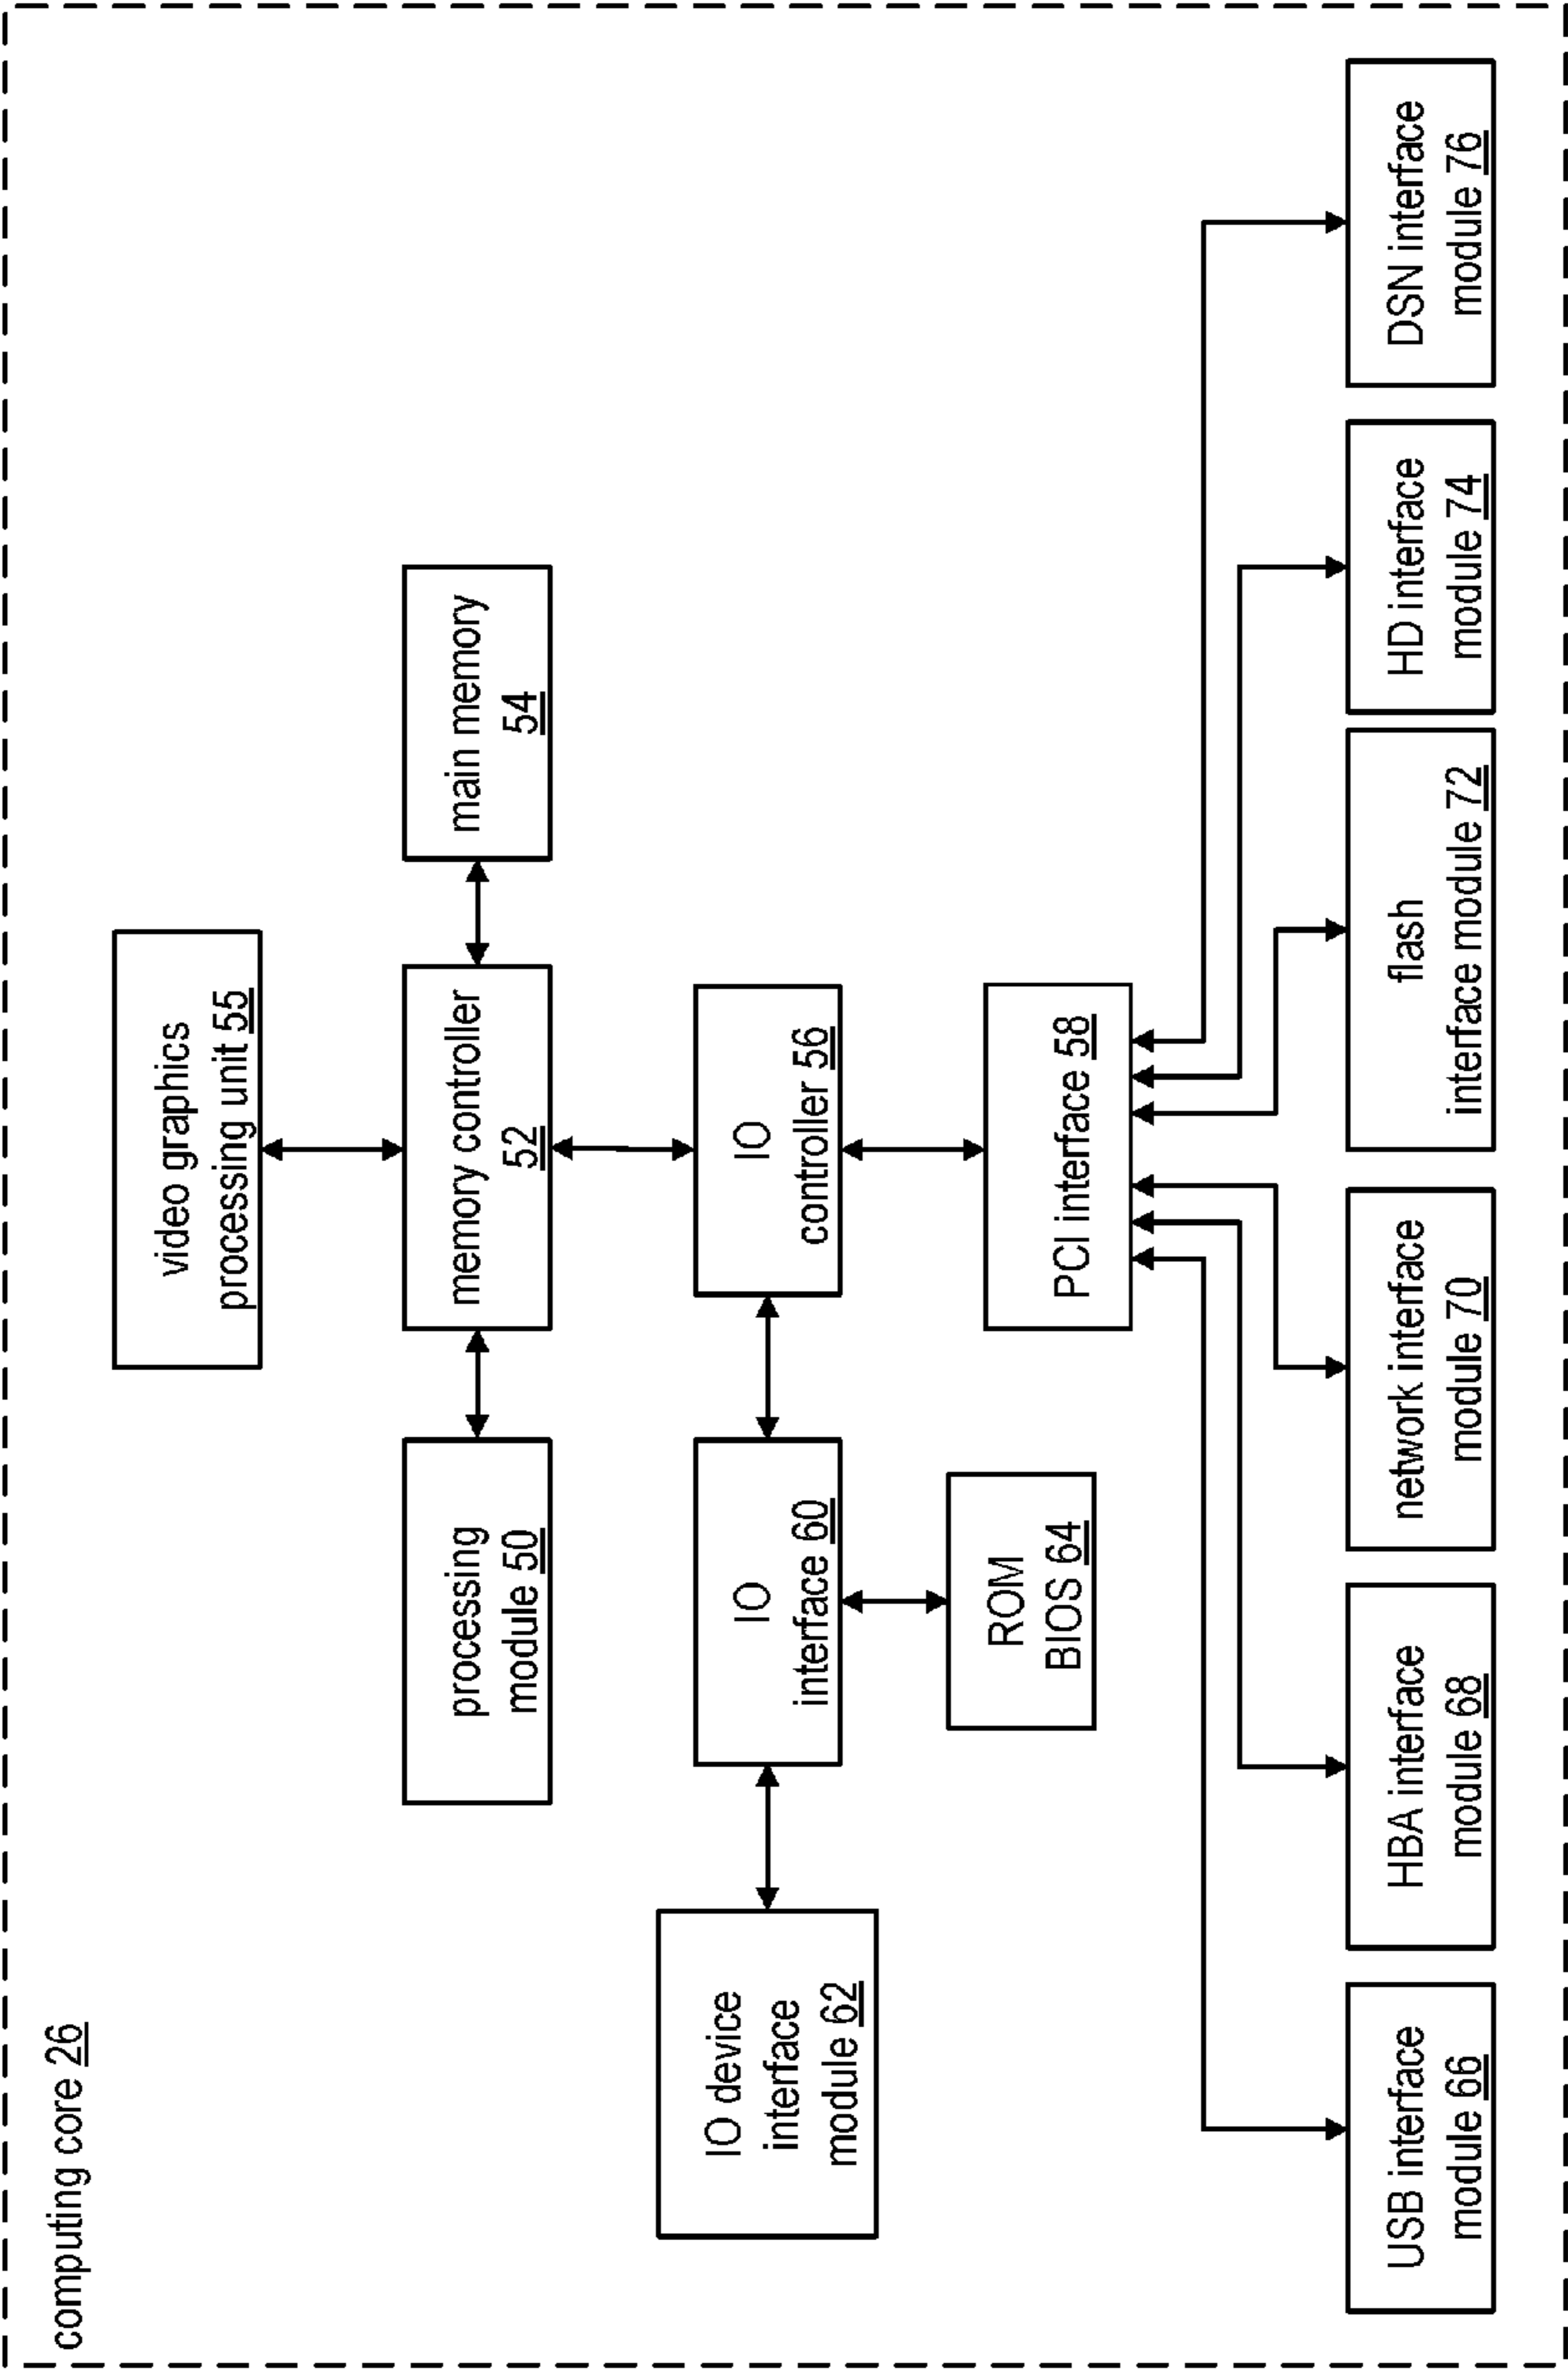 computing core 26
video graphics
processing unit 55
processing
module 50
memory controller
52
main memory
54
IO device
interface
module 62
IO
interface 60
IO
controller 56
ROM
BIOS 64
PCI interface 58
USB interface
module 66
HBA interface
module 68
network interface
module 70
flash
interface module 72
HD interface
module 74
DSN interface
module 76